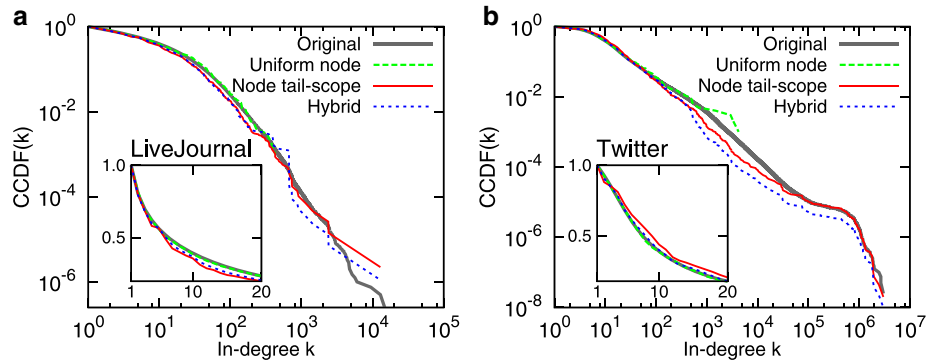 a
10^0
10^-2
10^-4
10^-6
CCDF(k)
Original
Uniform node
Node tail-scope
Hybrid
LiveJournal
1.0
0.5
1 10 20
10^0 10^1 10^2 10^3 10^4 10^5
In-degree k
b
10^0
10^-2
10^-4
10^-6
10^-8
CCDF(k)
Original
Uniform node
Node tail-scope
Hybrid
Twitter
1.0
0.5
1 10 20
10^0 10^1 10^2 10^3 10^4 10^5 10^6 10^7
In-degree k